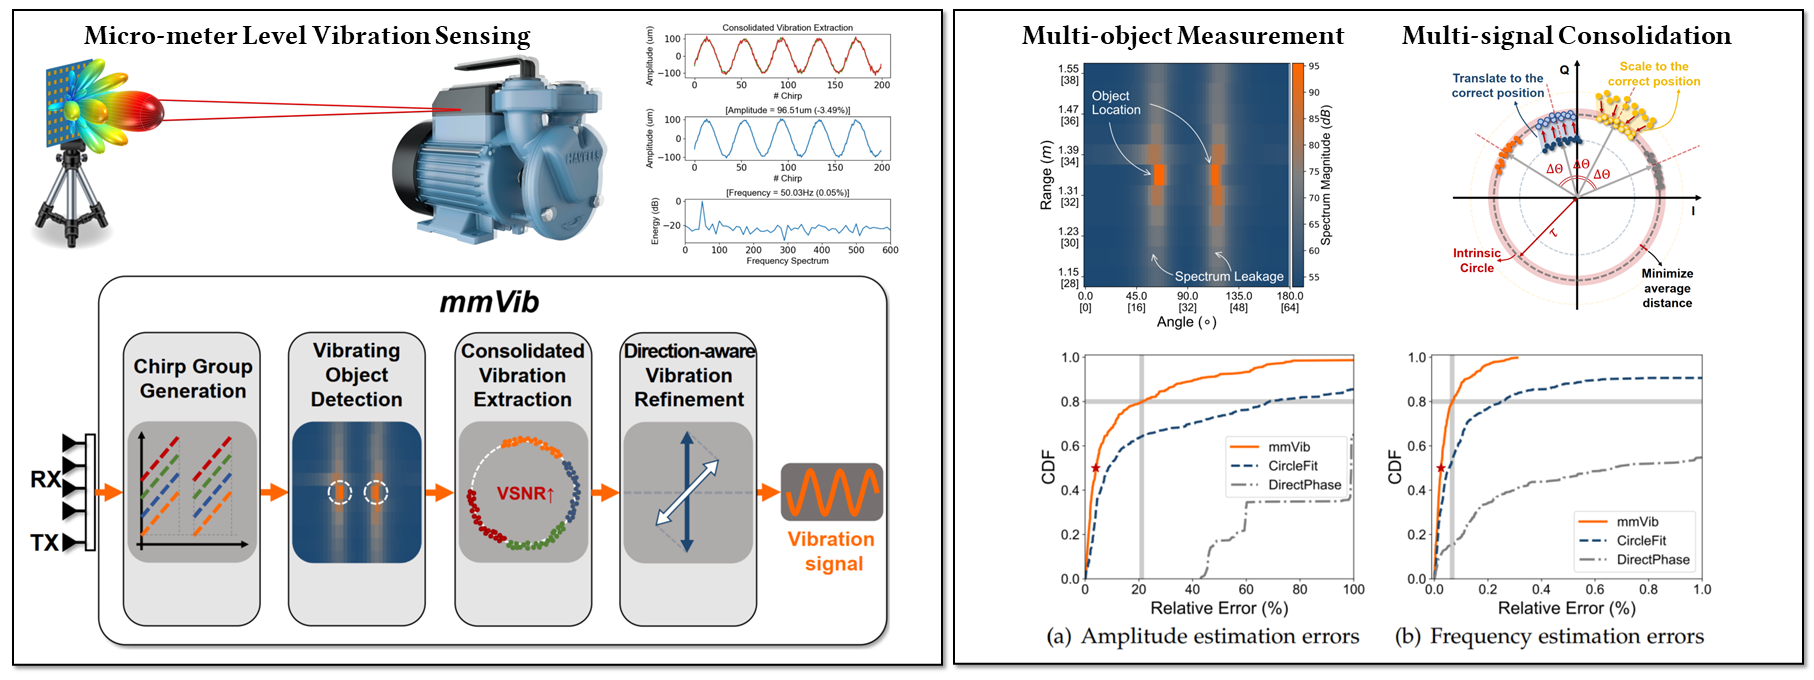 Micro-meter Level Vibration Sensing
HAVELLS
Consolidated Vibration Extraction
Amplitude (um)
100
0
−100
0
50
100
150
200
# Chirp
[Amplitude = 96.51um (-3.49%)]
Amplitude (um)
100
0
−100
0
50
100
150
200
# Chirp
[Frequency = 50.03Hz (0.05%)]
Energy (dB)
0
−20
0
100
200
300
400
500
600
Frequency Spectrum
mmVib
RX
TX
Chirp Group
Generation
Vibrating
Object
Detection
Consolidated
Vibration
Extraction
VSNR↑
Direction-aware
Vibration
Refinement
Vibration
signal
Multi-object Measurement
Range (m)
1.55
[38]
1.47
[36]
1.39
[34]
1.31
[32]
1.23
[30]
1.15
[28]
Object
Location
Spectrum Leakage
0.0
[0]
45.0
[16]
90.0
[32]
135.0
[48]
180.0
[64]
Angle (∘)
95
90
85
80
75
70
65
60
55
Spectrum Magnitude (dB)
Multi-signal Consolidation
Q
I
Translate to the
correct position
Scale to the
correct position
ΔΘ
ΔΘ
ΔΘ
τ
Intrinsic
Circle
Minimize
average
distance
CDF
1.0
0.8
0.6
0.4
0.2
0.0
mmVib
CircleFit
DirectPhase
0
20
40
60
80
100
Relative Error (%)
(a) Amplitude estimation errors
CDF
1.0
0.8
0.6
0.4
0.2
0.0
mmVib
CircleFit
DirectPhase
0.0
0.2
0.4
0.6
0.8
1.0
Relative Error (%)
(b) Frequency estimation errors